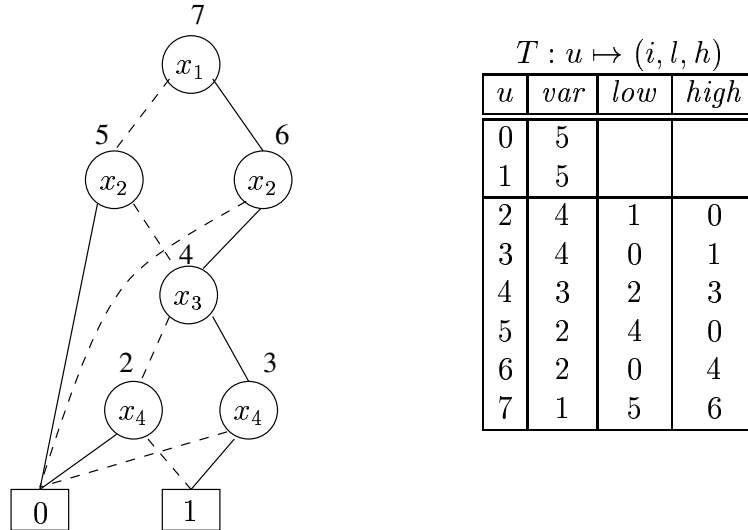 7
x₁
5
6
x₂
x₂
4
x₃
2
3
x₄
x₄
0
1
T : u ↦ (i, l, h)
u var low high
0 5
1 5
2 4 1 0
3 4 0 1
4 3 2 3
5 2 4 0
6 2 0 4
7 1 5 6